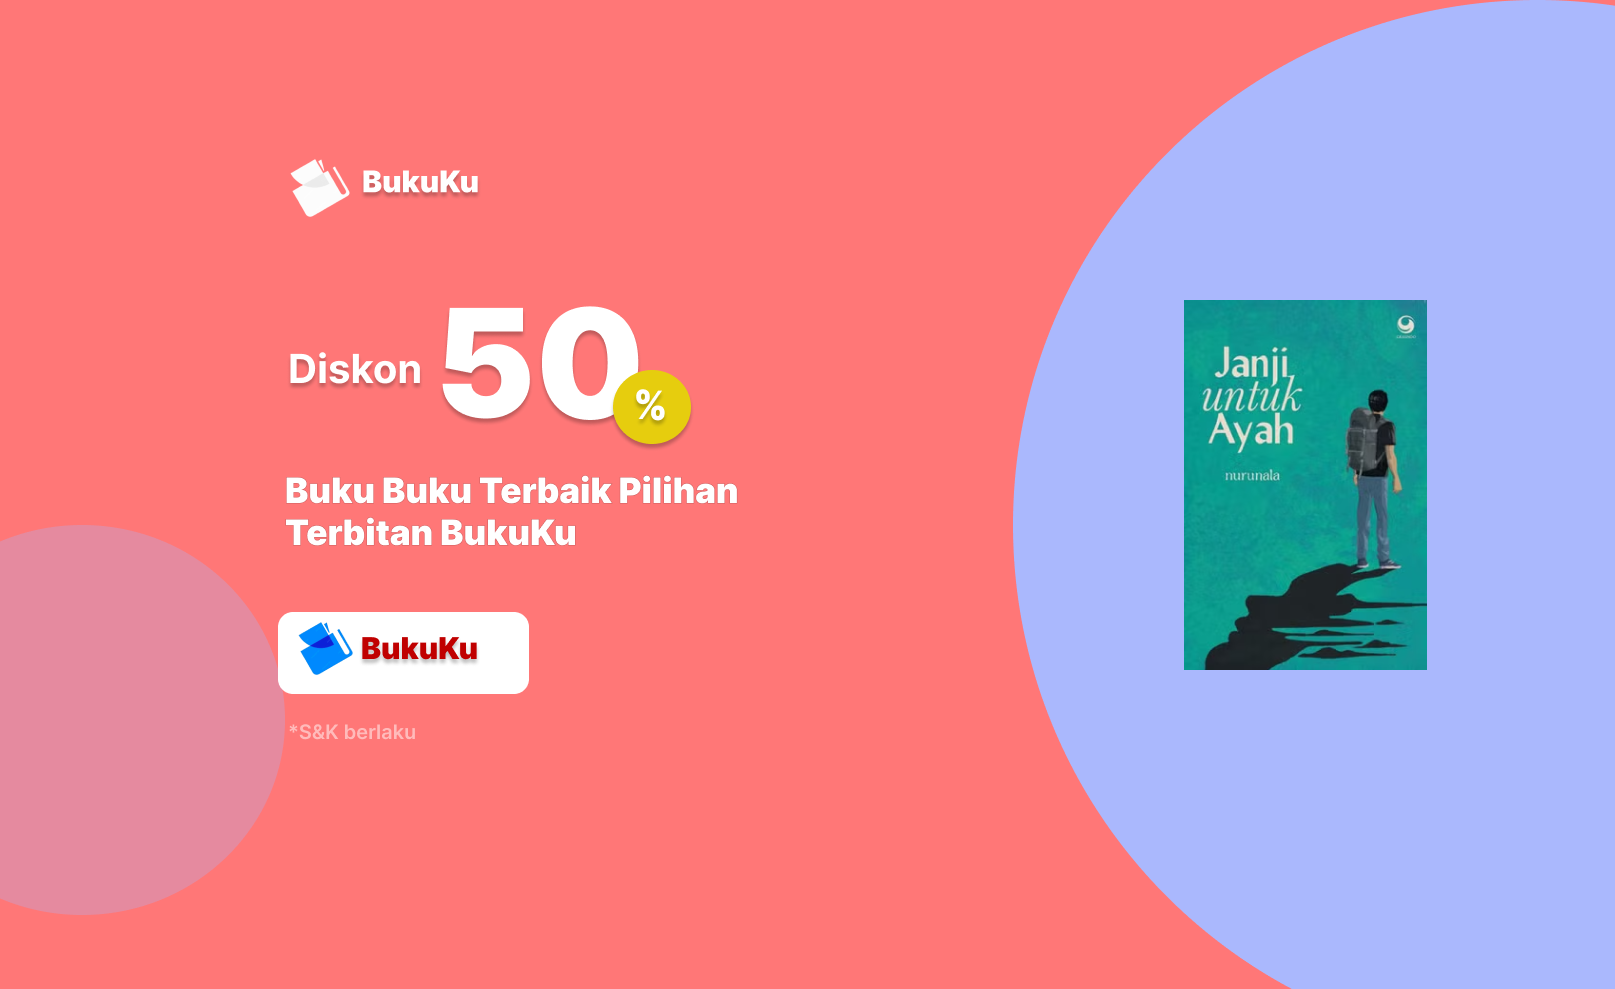 BukuKu
Diskon 50%
Buku Buku Terbaik Pilihan
Terbitan BukuKu
BukuKu
*S&K berlaku
Janji
untuk
Ayah
nurunala